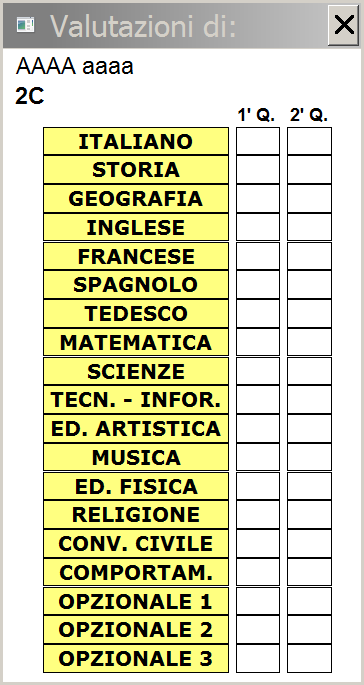 Valutazioni di:
AAAA aaaa
2C
1' Q. 2' Q.
ITALIANO
STORIA
GEOGRAFIA
INGLESE
FRANCESE
SPAGNOLO
TEDESCO
MATEMATICA
SCIENZE
TECN. - INFOR.
ED. ARTISTICA
MUSICA
ED. FISICA
RELIGIONE
CONV. CIVILE
COMPORTAM.
OPZIONALE 1
OPZIONALE 2
OPZIONALE 3